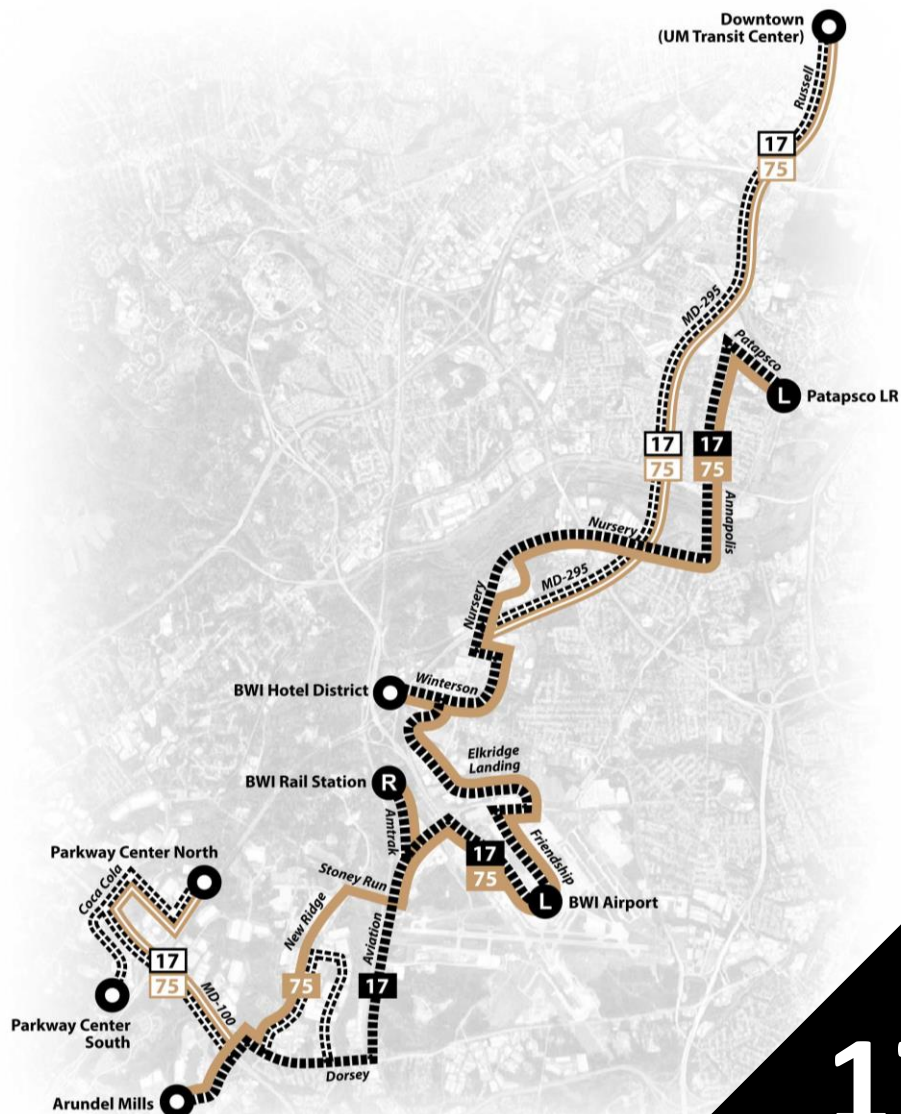 Downtown
(UM Transit Center)
Russell
17
75
MD-295
Patapsco
Patapsco LR
17
75
17
75
Annapolis
Nursery
MD-295
Nursery
BWI Hotel District
Winterson
Elkridge
Landing
BWI Rail Station
Amtrak
Friendship
17
75
Parkway Center North
Coca Cola
Stoney Run
New Ridge
BWI Airport
Aviation
17
75
75
17
MD-100
Parkway Center
South
Dorsey
Arundel Mills
R
L
L